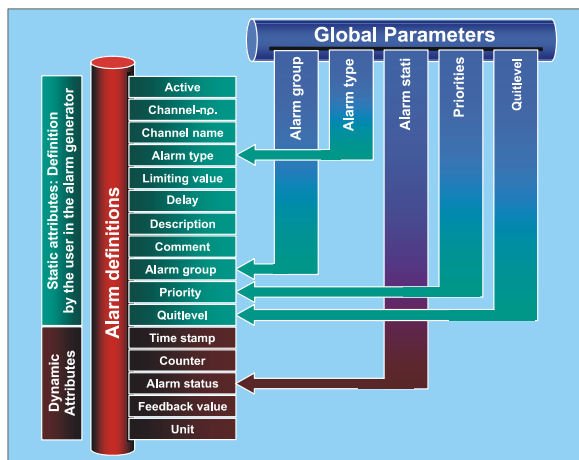 Global Parameters
Alarm group
Alarm type
Alarm stati
Priorities
Quitlevel
Static attributes: Definition
by the user in the alarm generator
Dynamic
Attributes
Alarm definitions
Active
Channel-no.
Channel name
Alarm type
Limiting value
Delay
Description
Comment
Alarm group
Priority
Quitlevel
Time stamp
Counter
Alarm status
Feedback value
Unit